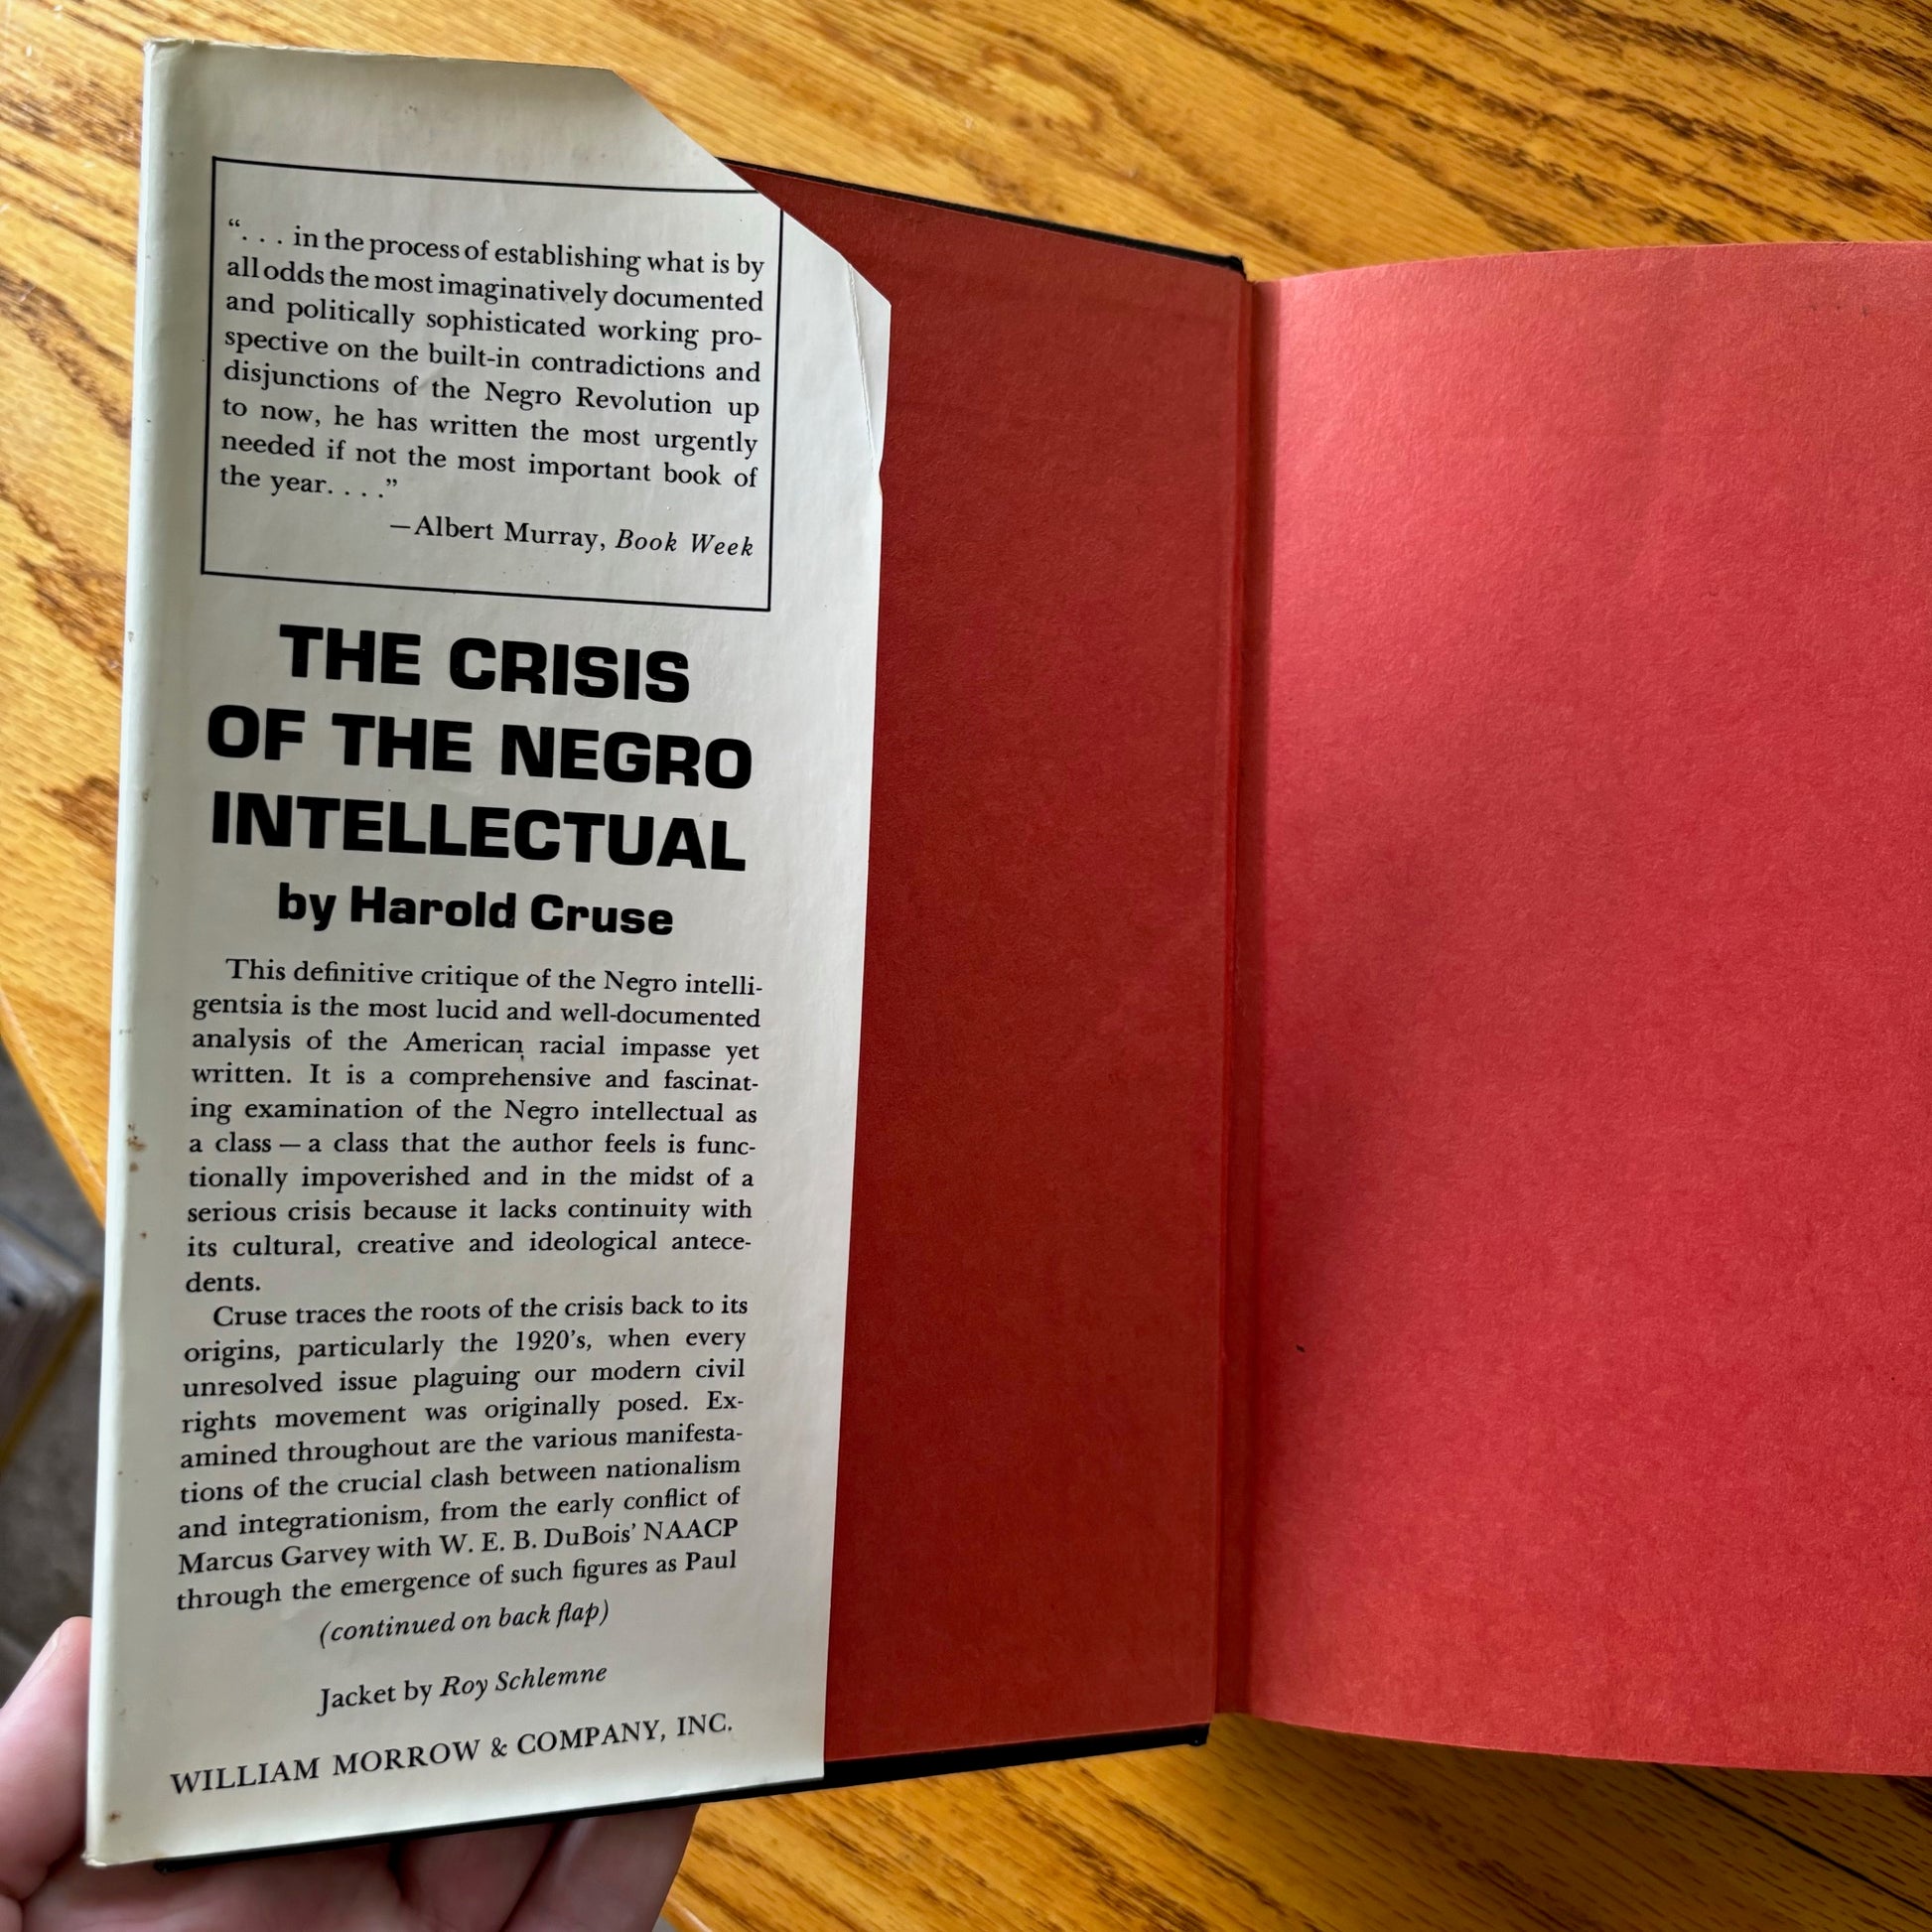 “. . . in the process of establishing what is by
all odds the most imaginatively documented
and politically sophisticated working pro-
spective on the built-in contradictions and
disjunctions of the Negro Revolution up
to now, he has written the most urgently
needed if not the most important book of
the year. . . .”
—Albert Murray, Book Week
THE CRISIS
OF THE NEGRO
INTELLECTUAL
by Harold Cruse
This definitive critique of the Negro intelli-
gentsia is the most lucid and well-documented
analysis of the American racial impasse yet
written. It is a comprehensive and fascinat-
ing examination of the Negro intellectual as
a class — a class that the author feels is func-
tionally impoverished and in the midst of a
serious crisis because it lacks continuity with
its cultural, creative and ideological antece-
dents.
Cruse traces the roots of the crisis back to its
origins, particularly the 1920’s, when every
unresolved issue plaguing our modern civil
rights movement was originally posed. Ex-
amined throughout are the various manifesta-
tions of the crucial clash between nationalism
and integrationism, from the early conflict of
Marcus Garvey with W. E. B. DuBois’ NAACP
through the emergence of such figures as Paul
(continued on back flap)
Jacket by Roy Schlemne
WILLIAM MORROW & COMPANY, INC.